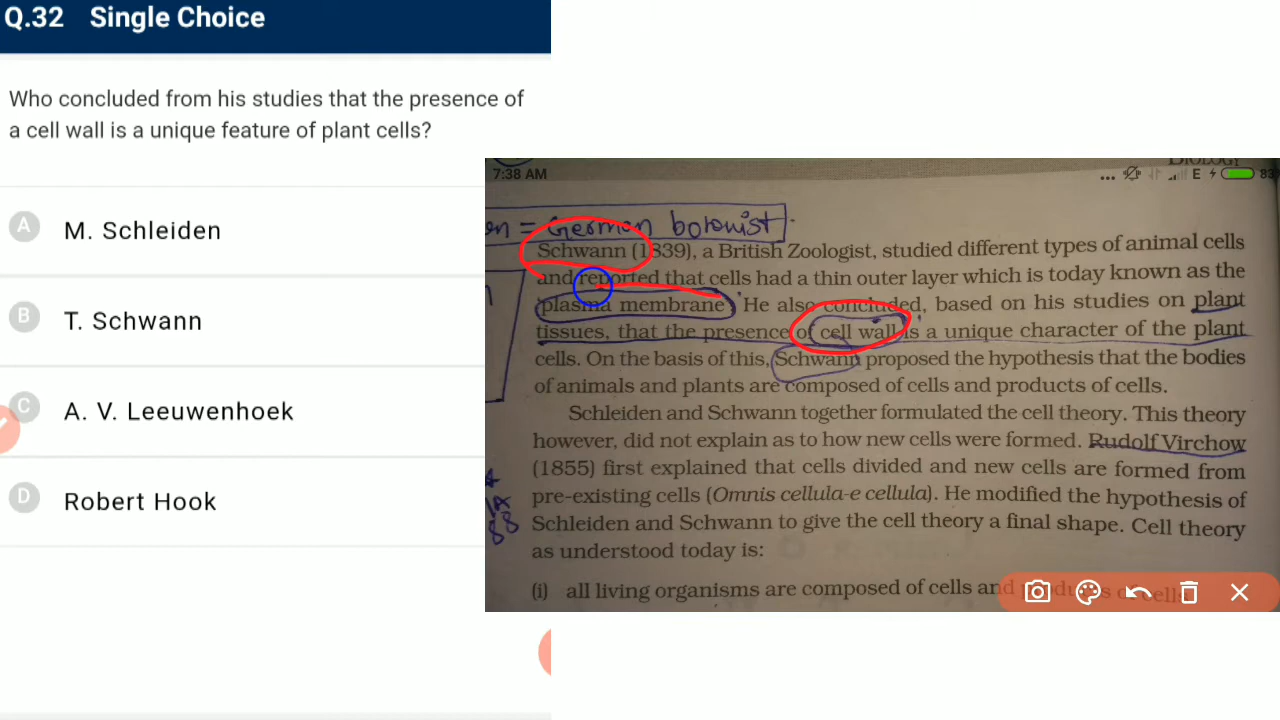 Q.32 Single Choice
Who concluded from his studies that the presence of
a cell wall is a unique feature of plant cells?
A M. Schleiden
B T. Schwann
C A. V. Leeuwenhoek
D Robert Hook
BIOLOGY
7:38 AM
... E 83
en = German botonist
Schwann (1839), a British Zoologist, studied different types of animal cells
and reported that cells had a thin outer layer which is today known as the
'plasma membrane'. He also concluded, based on his studies on plant
tissues, that the presence of cell wall is a unique character of the plant
cells. On the basis of this, Schwann proposed the hypothesis that the bodies
of animals and plants are composed of cells and products of cells.
Schleiden and Schwann together formulated the cell theory. This theory
however, did not explain as to how new cells were formed. Rudolf Virchow
(1855) first explained that cells divided and new cells are formed from
pre-existing cells (Omnis cellula-e cellula). He modified the hypothesis of
Schleiden and Schwann to give the cell theory a final shape. Cell theory
as understood today is:
(i) all living organisms are composed of cells and products of cells